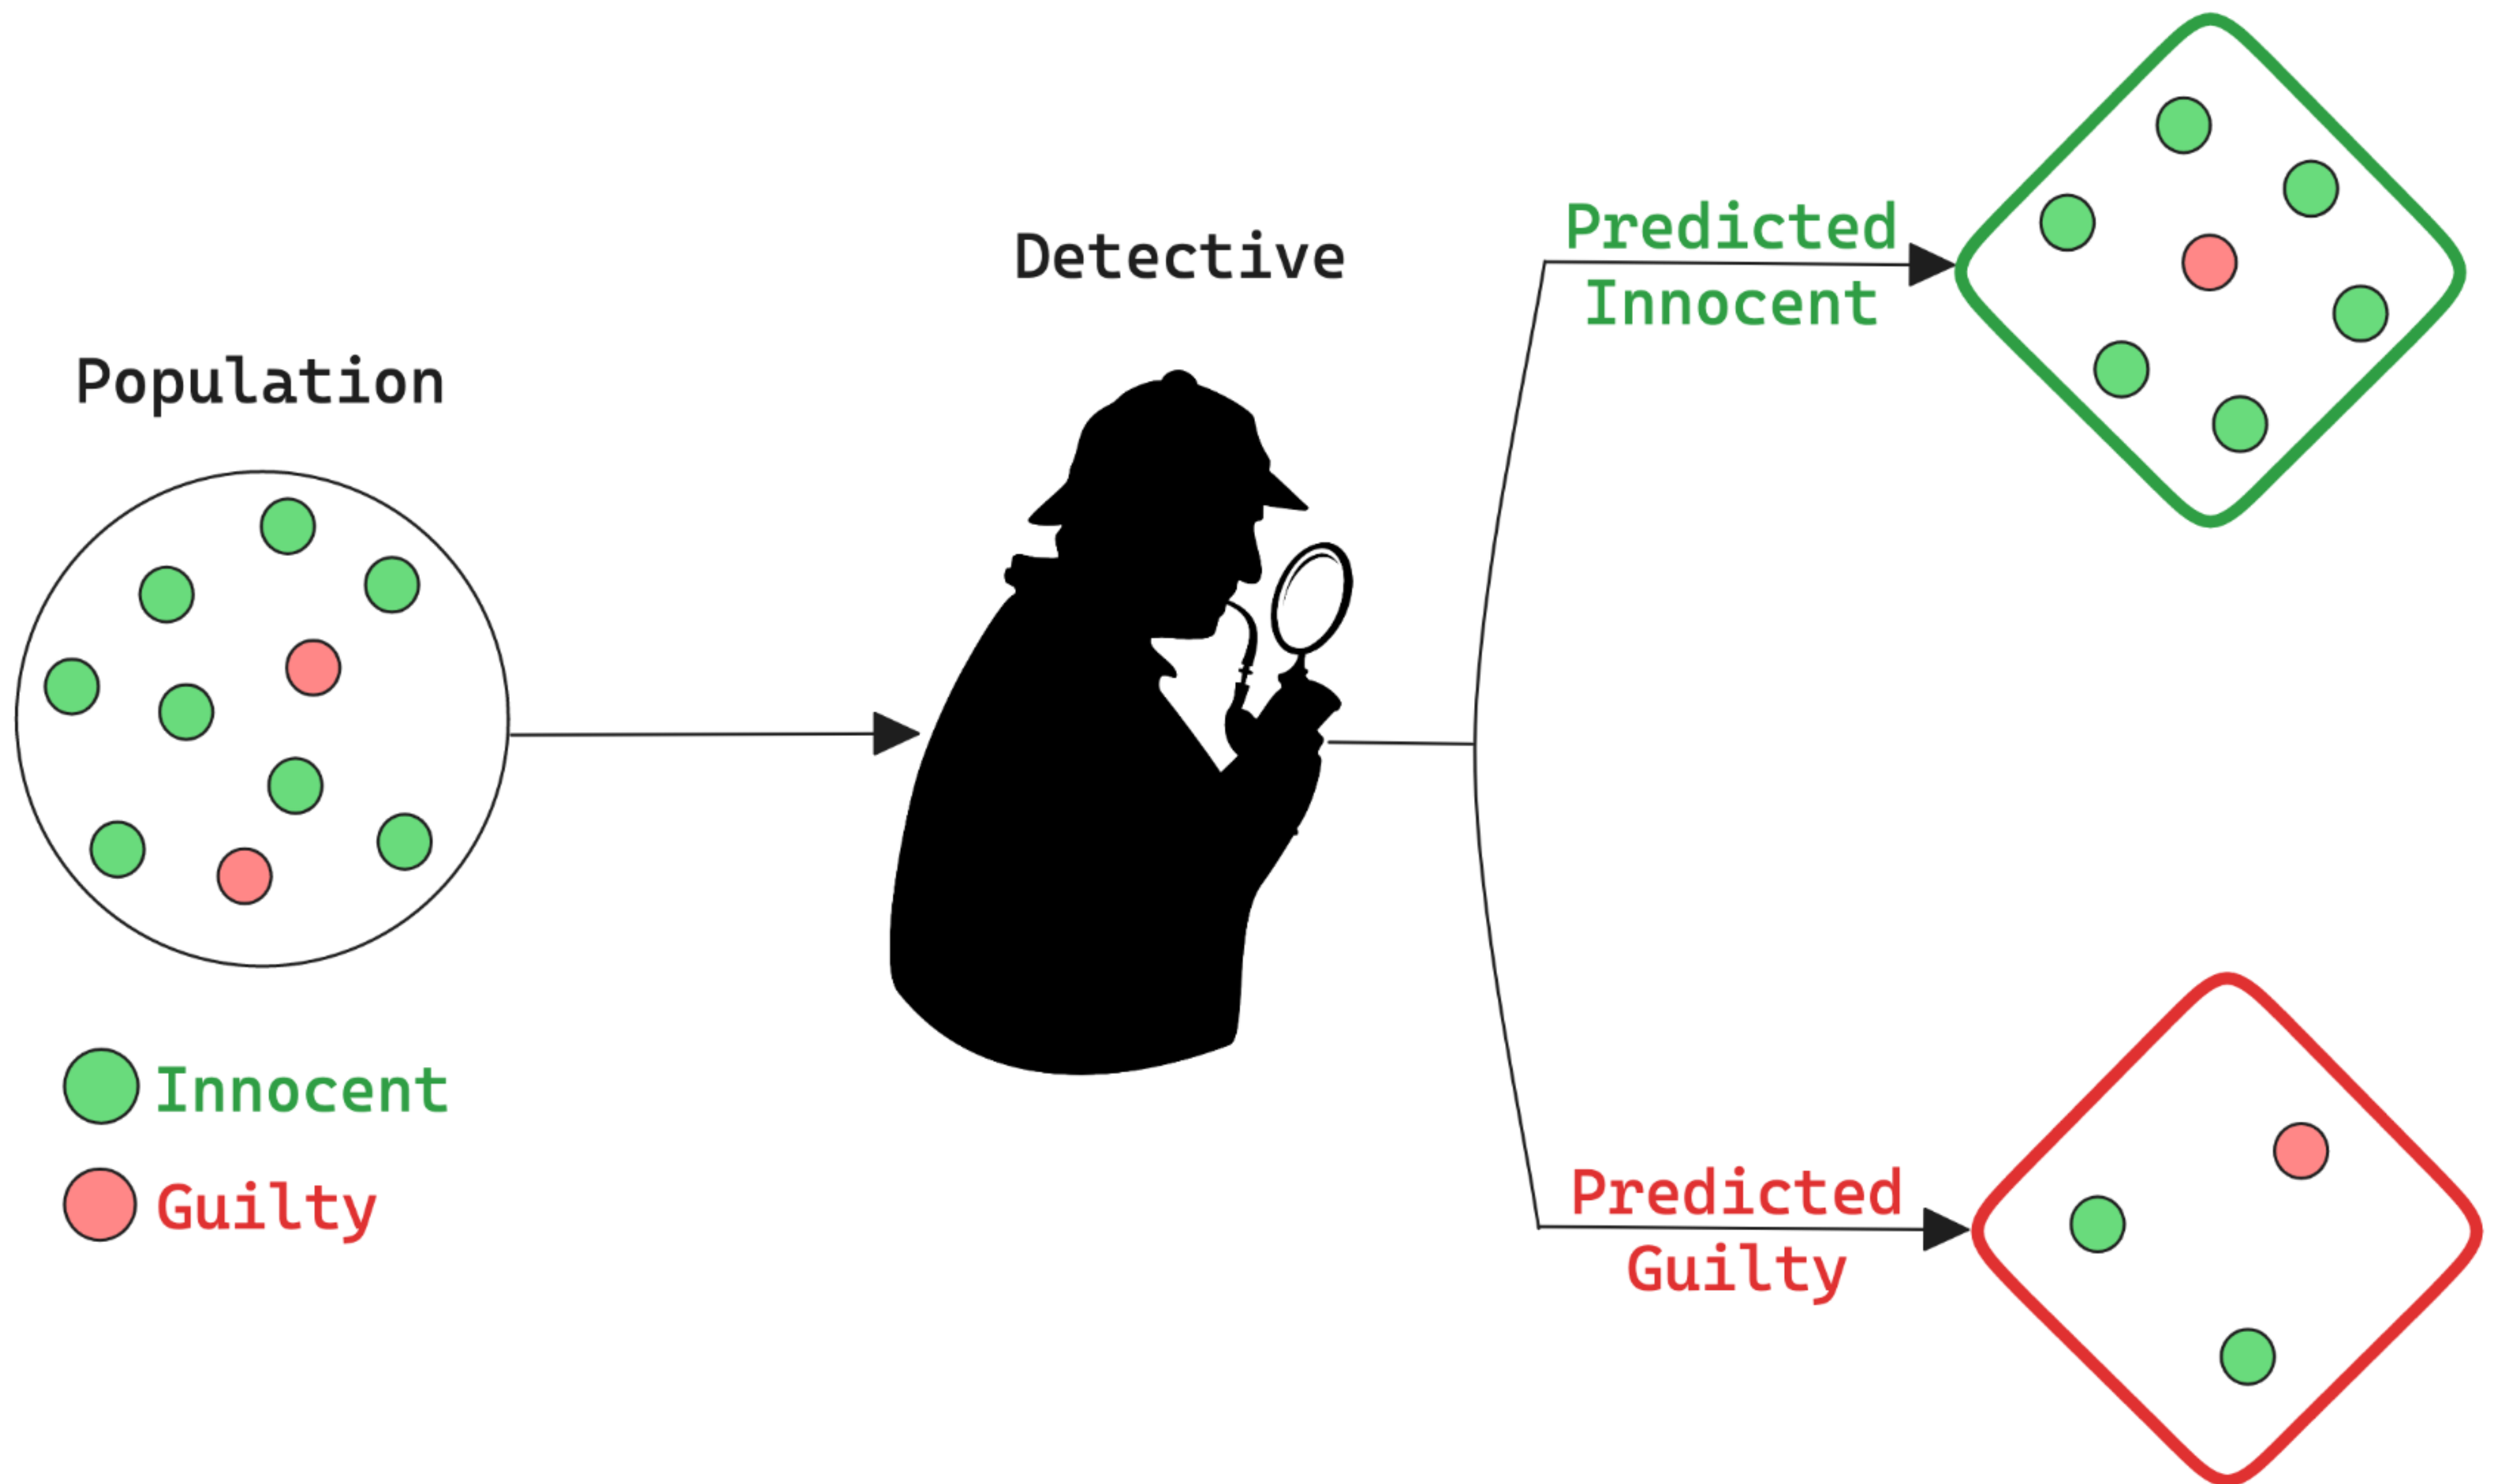 Population
Innocent
Guilty
Detective
Predicted
Innocent
Predicted
Guilty